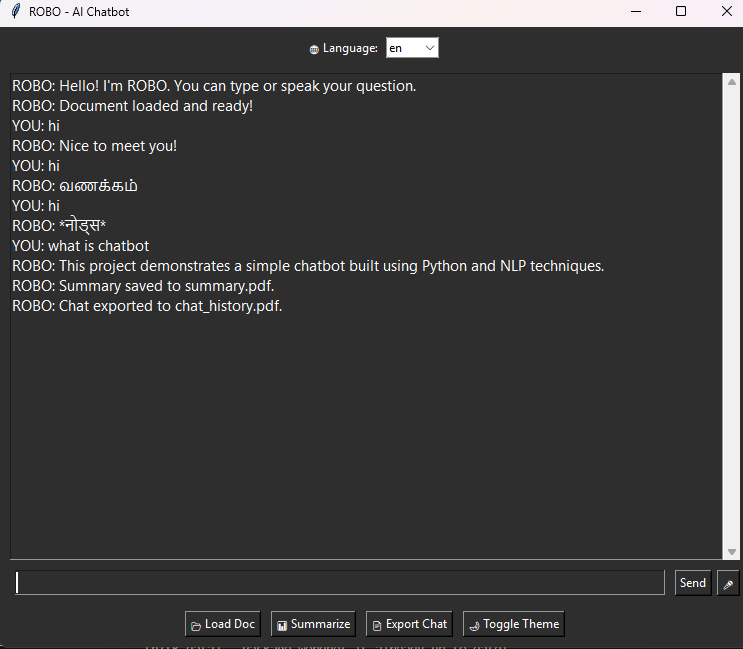 ROBO - AI Chatbot
Language: en
ROBO: Hello! I'm ROBO. You can type or speak your question.
ROBO: Document loaded and ready!
YOU: hi
ROBO: Nice to meet you!
YOU: hi
ROBO: வணக்கம்
YOU: hi
ROBO: *नोड्स*
YOU: what is chatbot
ROBO: This project demonstrates a simple chatbot built using Python and NLP techniques.
ROBO: Summary saved to summary.pdf.
ROBO: Chat exported to chat_history.pdf.
Send
Load Doc Summarize Export Chat Toggle Theme